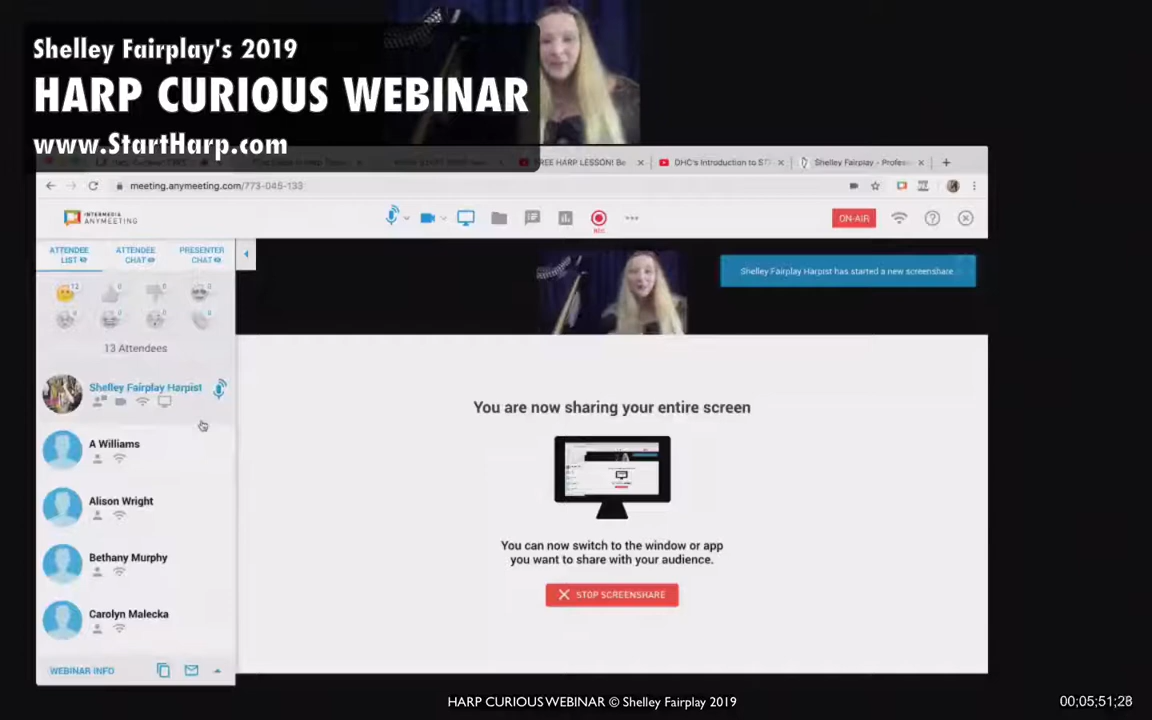 Shelley Fairplay's 2019
HARP CURIOUS WEBINAR
www.StartHarp.com
FREE HARP LESSON! Be
DHC's Introduction to ST
Shelley Fairplay - Profes
meeting.anymeeting.com/773-045-133
INTERMEDIA
ANYMEETING
REC
ON-AIR
ATTENDEE
LIST
ATTENDEE
CHAT
PRESENTER
CHAT
Shelley Fairplay Harpist has started a new screenshare
12
13 Attendees
Shelley Fairplay Harpist
A Williams
Alison Wright
Bethany Murphy
Carolyn Malecka
You are now sharing your entire screen
You can now switch to the window or app
you want to share with your audience.
STOP SCREENSHARE
WEBINAR INFO
HARP CURIOUS WEBINAR © Shelley Fairplay 2019
00:05:51;28